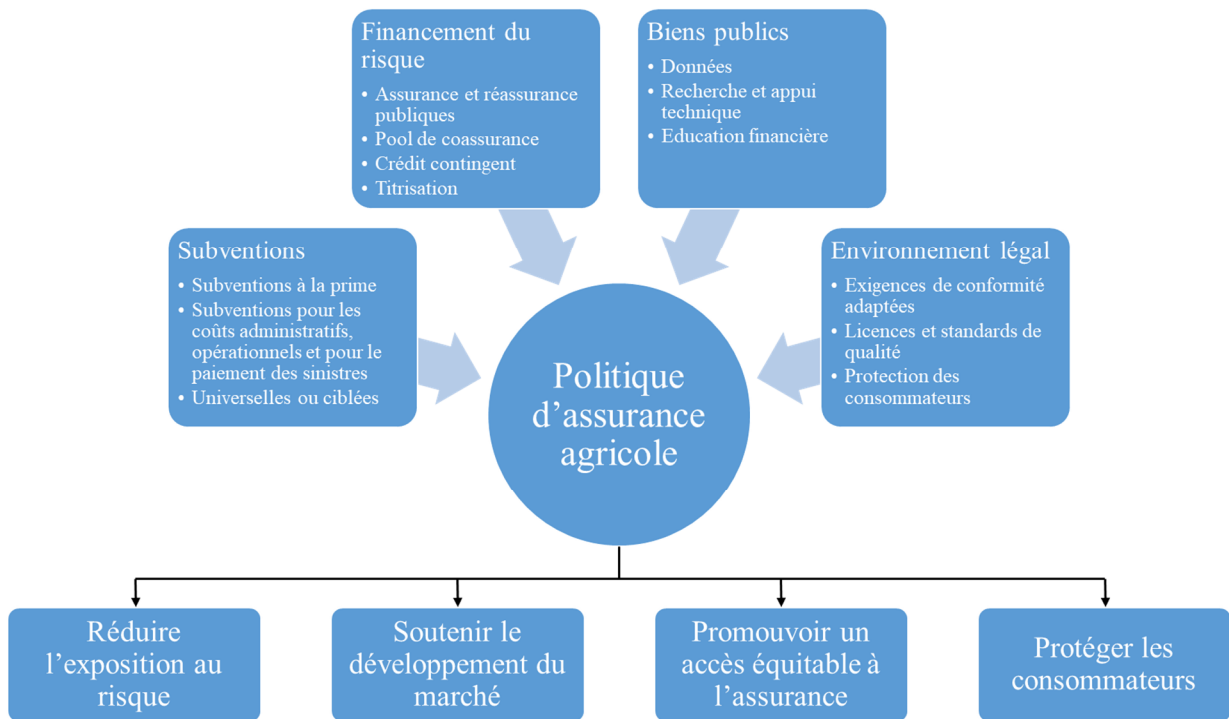 Financement du
risque
• Assurance et réassurance
publiques
• Pool de coassurance
• Crédit contingent
• Titrisation
Biens publics
• Données
• Recherche et appui
technique
• Education financière
Subventions
• Subventions à la prime
• Subventions pour les
coûts administratifs,
opérationnels et pour le
paiement des sinistres
• Universelles ou ciblées
Environnement légal
• Exigences de conformité
adaptées
• Licences et standards de
qualité
• Protection des
consommateurs
Politique
d’assurance
agricole
Réduire
l’exposition au
risque
Soutenir le
développement du
marché
Promouvoir un
accès équitable à
l’assurance
Protéger les
consommateurs